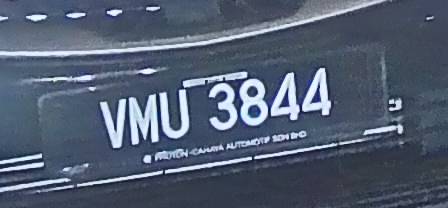 VMU 3844
PROTON -CAHAYA AUTOMOTIF SDN BHD